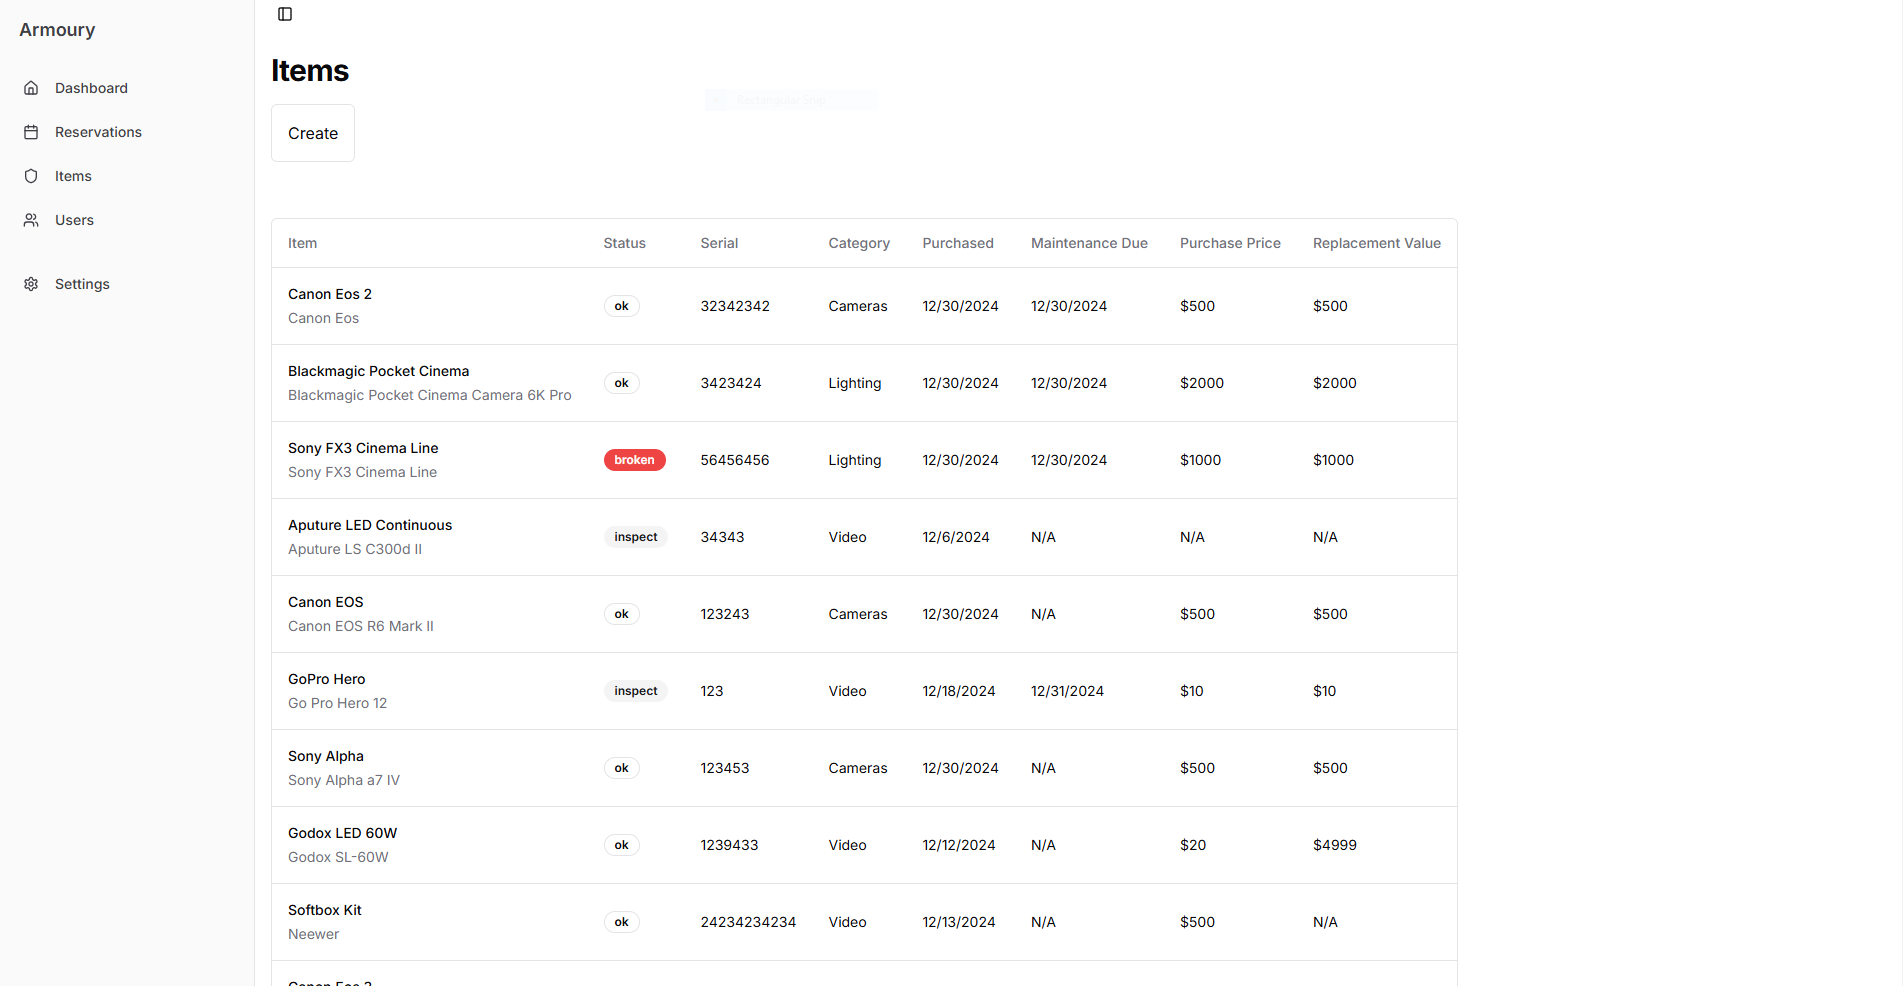 Armoury
Dashboard
Reservations
Items
Users
Settings
Items
Rectangular Snip
Create
Item Status Serial Category Purchased Maintenance Due Purchase Price Replacement Value
Canon Eos 2
Canon Eos
ok 32342342 Cameras 12/30/2024 12/30/2024 $500 $500
Blackmagic Pocket Cinema
Blackmagic Pocket Cinema Camera 6K Pro
ok 3423424 Lighting 12/30/2024 12/30/2024 $2000 $2000
Sony FX3 Cinema Line
Sony FX3 Cinema Line
broken 56456456 Lighting 12/30/2024 12/30/2024 $1000 $1000
Aputure LED Continuous
Aputure LS C300d II
inspect 34343 Video 12/6/2024 N/A N/A N/A
Canon EOS
Canon EOS R6 Mark II
ok 123243 Cameras 12/30/2024 N/A $500 $500
GoPro Hero
Go Pro Hero 12
inspect 123 Video 12/18/2024 12/31/2024 $10 $10
Sony Alpha
Sony Alpha a7 IV
ok 123453 Cameras 12/30/2024 N/A $500 $500
Godox LED 60W
Godox SL-60W
ok 1239433 Video 12/12/2024 N/A $20 $4999
Softbox Kit
Neewer
ok 24234234234 Video 12/13/2024 N/A $500 N/A
Canon Eos